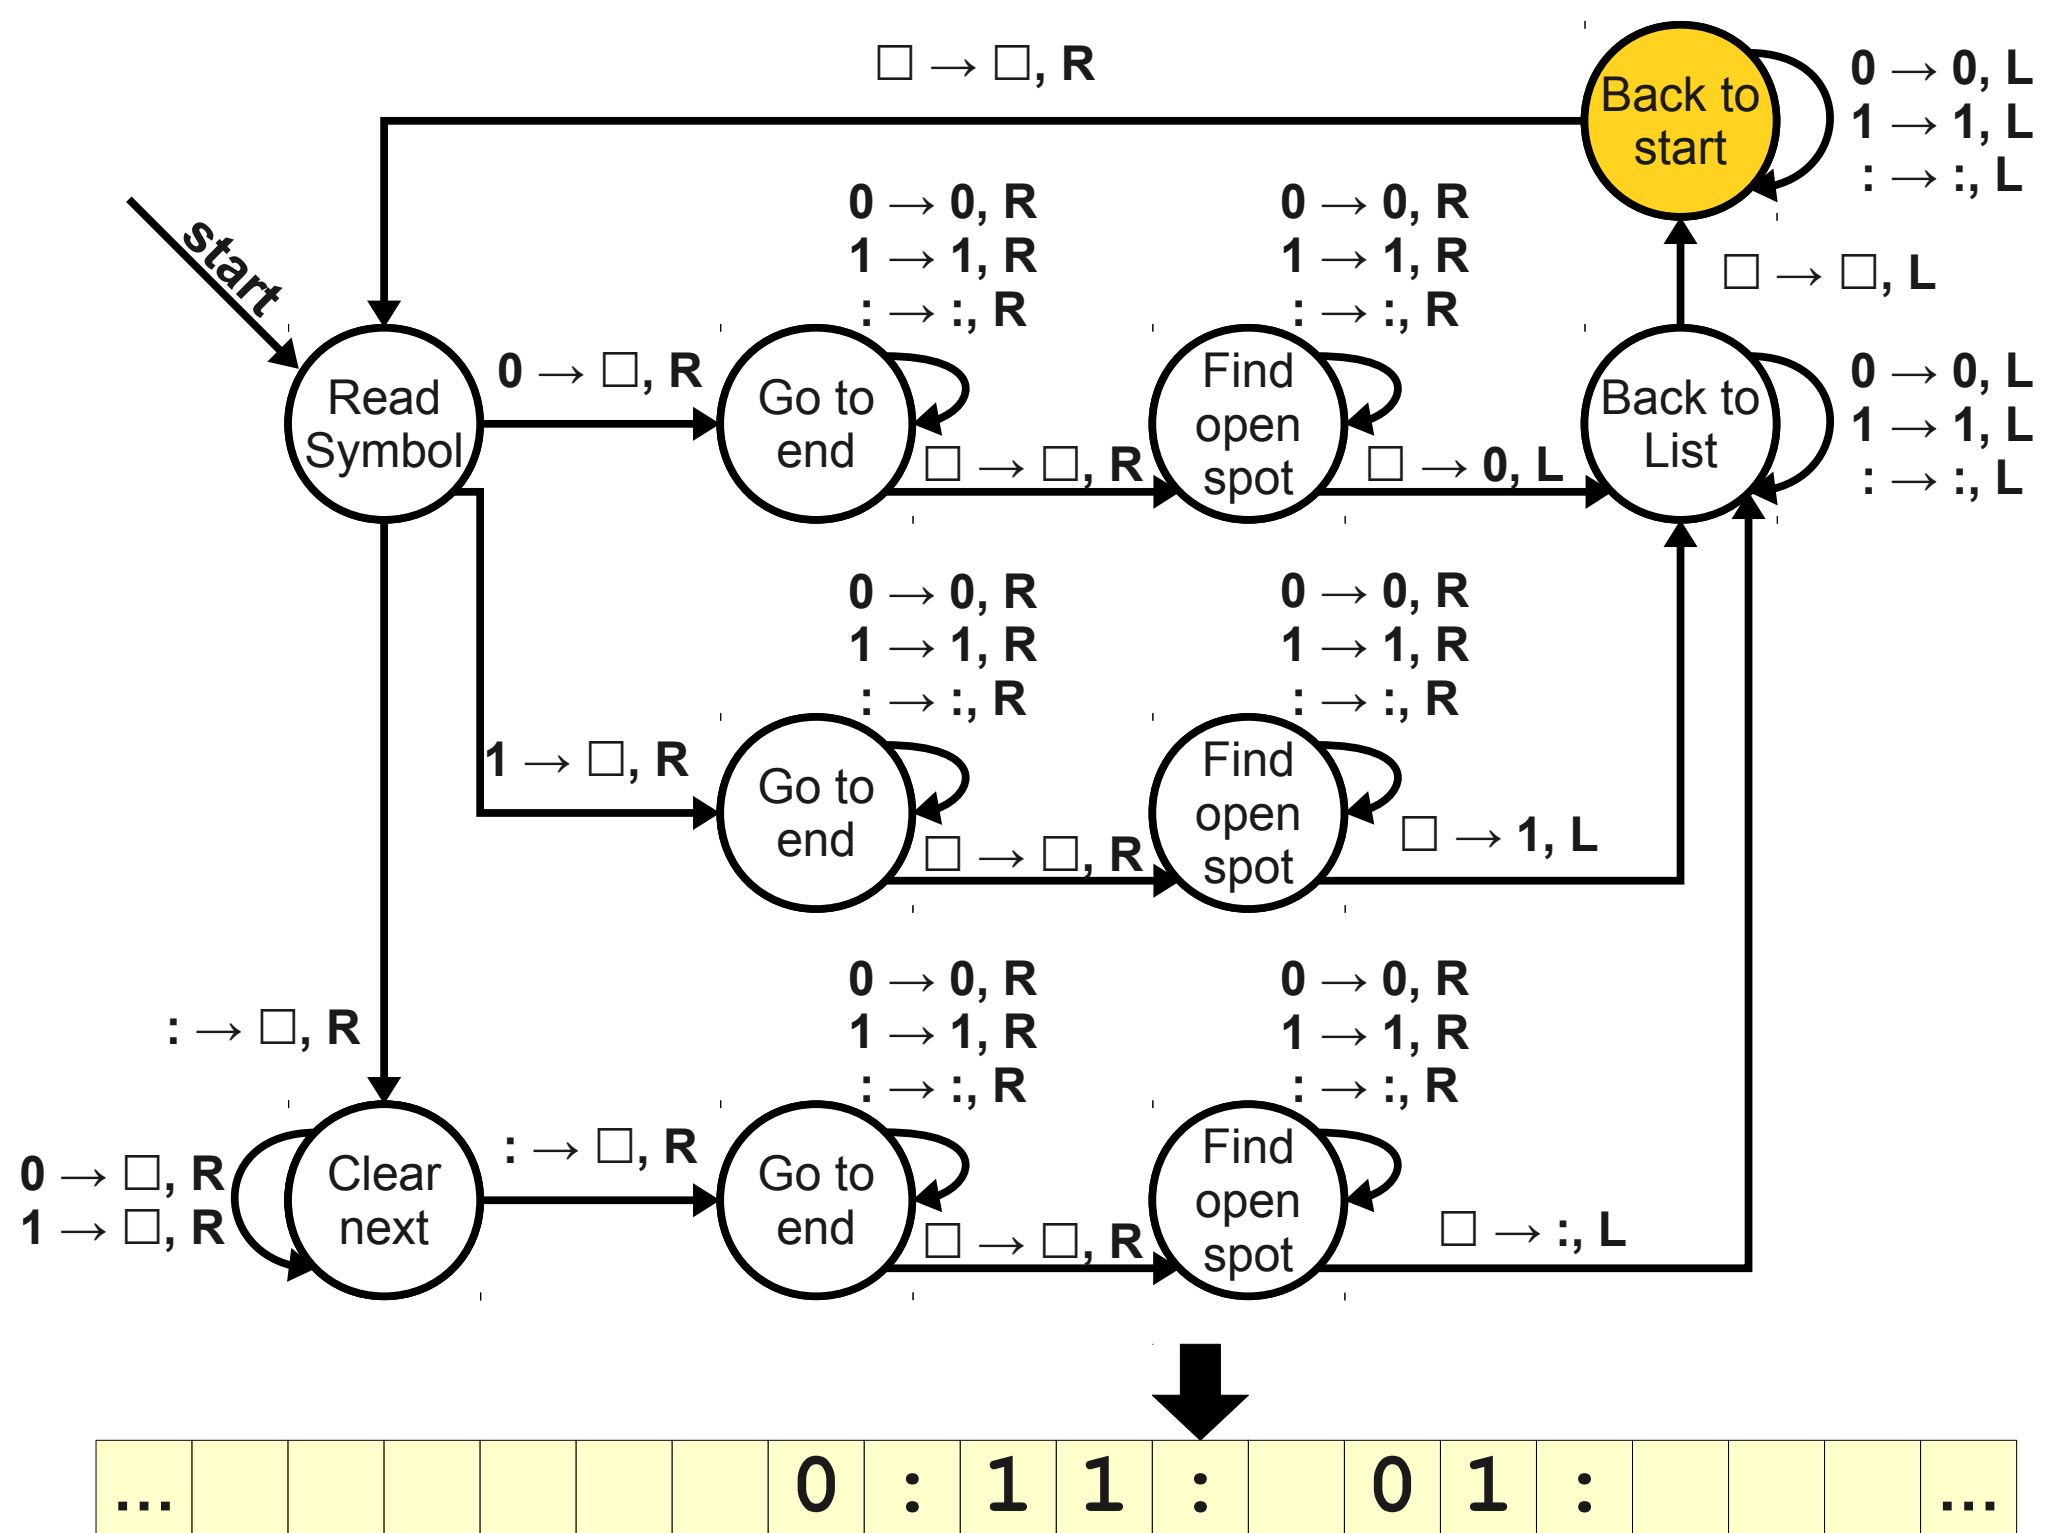 □ → □, R
Back to
start
0 → 0, L
1 → 1, L
: → :, L
start
0 → 0, R
1 → 1, R
: → :, R
0 → 0, R
1 → 1, R
: → :, R
□ → □, L
Read
Symbol
0 → □, R
Go to
end
□ → □, R
Find
open
spot
□ → 0, L
Back to
List
0 → 0, L
1 → 1, L
: → :, L
0 → 0, R
1 → 1, R
: → :, R
0 → 0, R
1 → 1, R
: → :, R
1 → □, R
Go to
end
□ → □, R
Find
open
spot
□ → 1, L
0 → 0, R
1 → 1, R
: → :, R
0 → 0, R
1 → 1, R
: → :, R
: → □, R
0 → □, R
1 → □, R
Clear
next
: → □, R
Go to
end
□ → □, R
Find
open
spot
□ → :, L
... 0 : 1 1 : 0 1 : ...